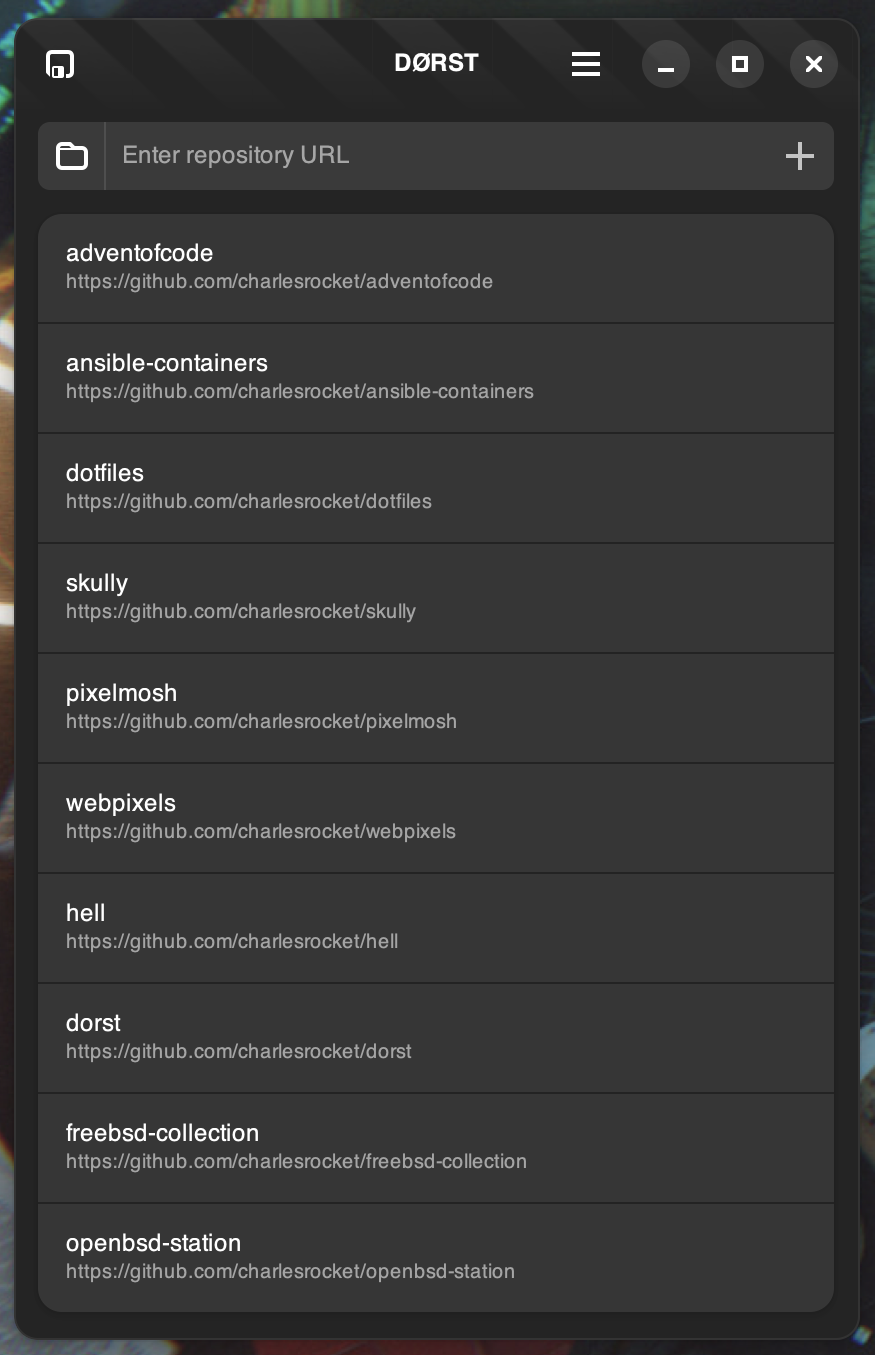 DØRST
Enter repository URL
adventofcode
https://github.com/charlesrocket/adventofcode
ansible-containers
https://github.com/charlesrocket/ansible-containers
dotfiles
https://github.com/charlesrocket/dotfiles
skully
https://github.com/charlesrocket/skully
pixelmosh
https://github.com/charlesrocket/pixelmosh
webpixels
https://github.com/charlesrocket/webpixels
hell
https://github.com/charlesrocket/hell
dorst
https://github.com/charlesrocket/dorst
freebsd-collection
https://github.com/charlesrocket/freebsd-collection
openbsd-station
https://github.com/charlesrocket/openbsd-station